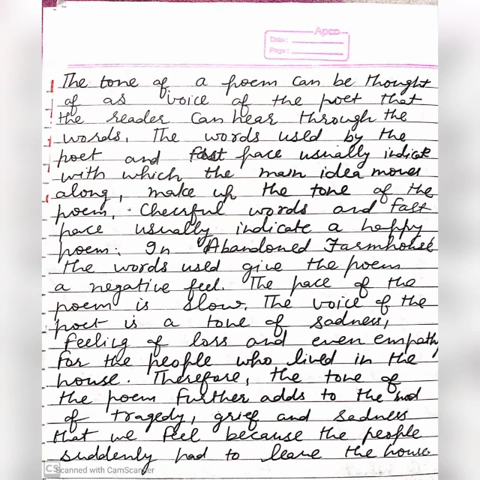 Apco
Date:
Page:
The tone of a poem can be thought
of as voice of the poet that
the reader can hear through the
words. The words used by the
poet and fast pace usually indicate
with which the main idea moves
along, make up the tone of the
poem. Cheerful words and fast
pace usually indicate a happy
poem. In Abandoned Farmhouse
the words used give the poem
a negative feel. The pace of the
poem is slow. The voice of the
poet is a tone of sadness,
feeling of loss and even empathy
for the people who lived in the
house. Therefore, the tone of
the poem further adds to the
of tragedy, grief and sadness
that we feel because the people
suddenly had to leave the house
CS Scanned with CamScanner